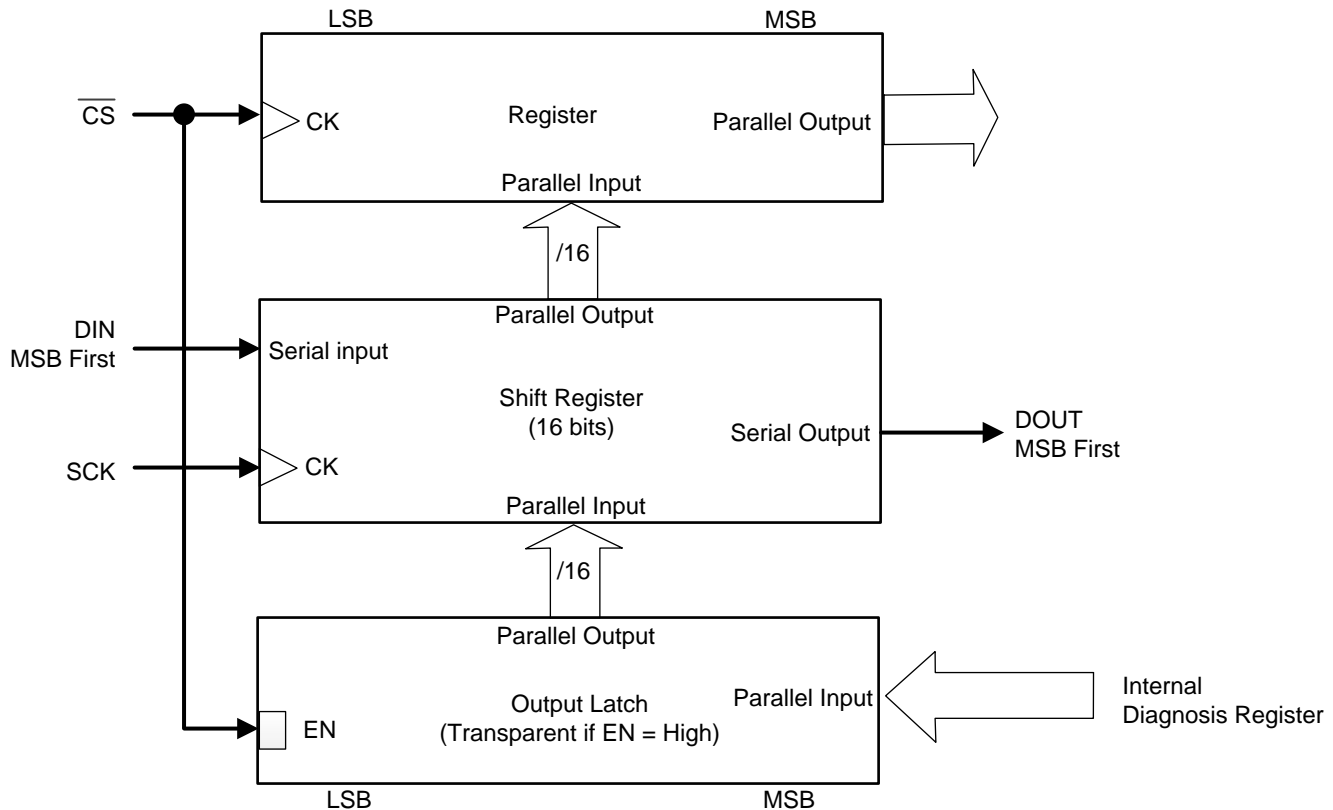 LSB
MSB
C̅S̅
CK
Register
Parallel Output
Parallel Input
/16
Parallel Output
DIN
MSB First
Serial input
Shift Register
(16 bits)
Serial Output
DOUT
MSB First
SCK
CK
Parallel Input
/16
Parallel Output
Output Latch
(Transparent if EN = High)
Parallel Input
Internal
Diagnosis Register
EN
LSB
MSB